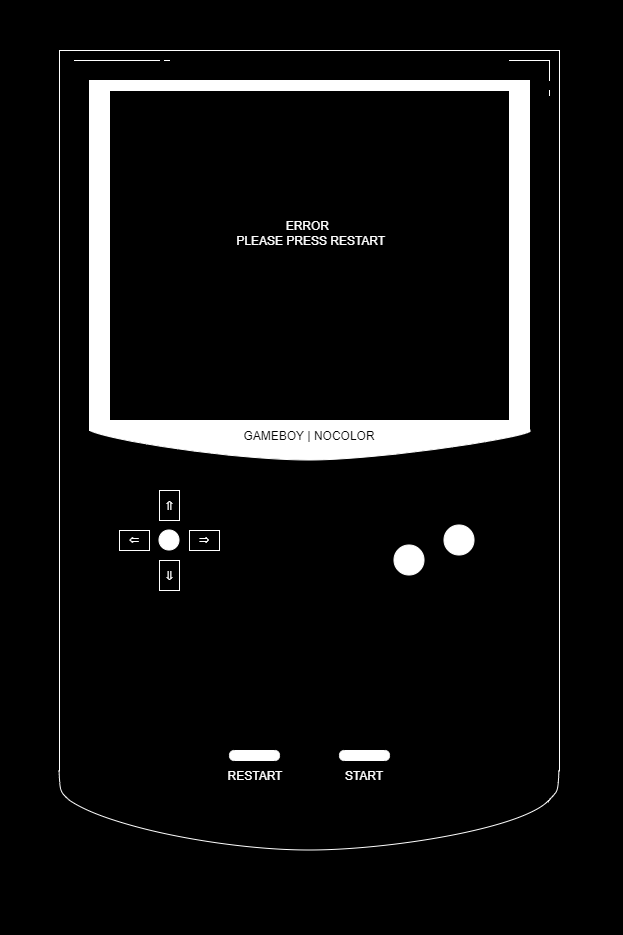 ERROR
PLEASE PRESS RESTART
GAMEBOY | NOCOLOR
⇑
⇐ ⇒
⇓
RESTART START